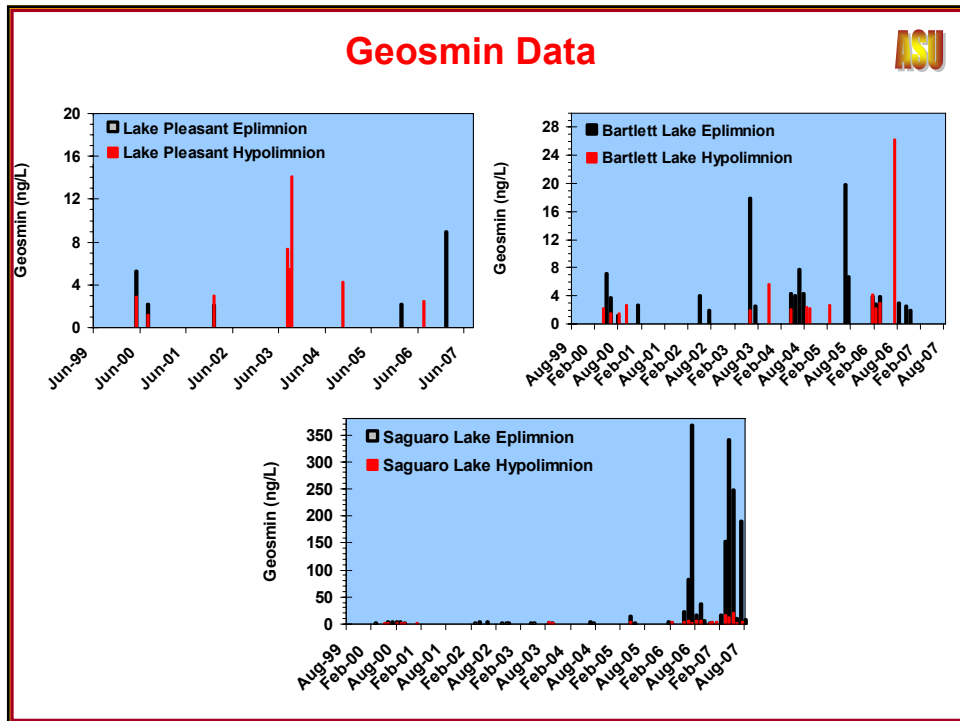 Geosmin Data
ASU
Geosmin (ng/L)
20
16
12
8
4
0
Lake Pleasant Eplimnion
Lake Pleasant Hypolimnion
Jun-99
Jun-00
Jun-01
Jun-02
Jun-03
Jun-04
Jun-05
Jun-06
Jun-07
Geosmin (ng/L)
28
24
20
16
12
8
4
0
Bartlett Lake Eplimnion
Bartlett Lake Hypolimnion
Aug-99
Feb-00
Aug-00
Feb-01
Aug-01
Feb-02
Aug-02
Feb-03
Aug-03
Feb-04
Aug-04
Feb-05
Aug-05
Feb-06
Aug-06
Feb-07
Aug-07
Geosmin (ng/L)
350
300
250
200
150
100
50
0
Saguaro Lake Eplimnion
Saguaro Lake Hypolimnion
Aug-99
Feb-00
Aug-00
Feb-01
Aug-01
Feb-02
Aug-02
Feb-03
Aug-03
Feb-04
Aug-04
Feb-05
Aug-05
Feb-06
Aug-06
Feb-07
Aug-07